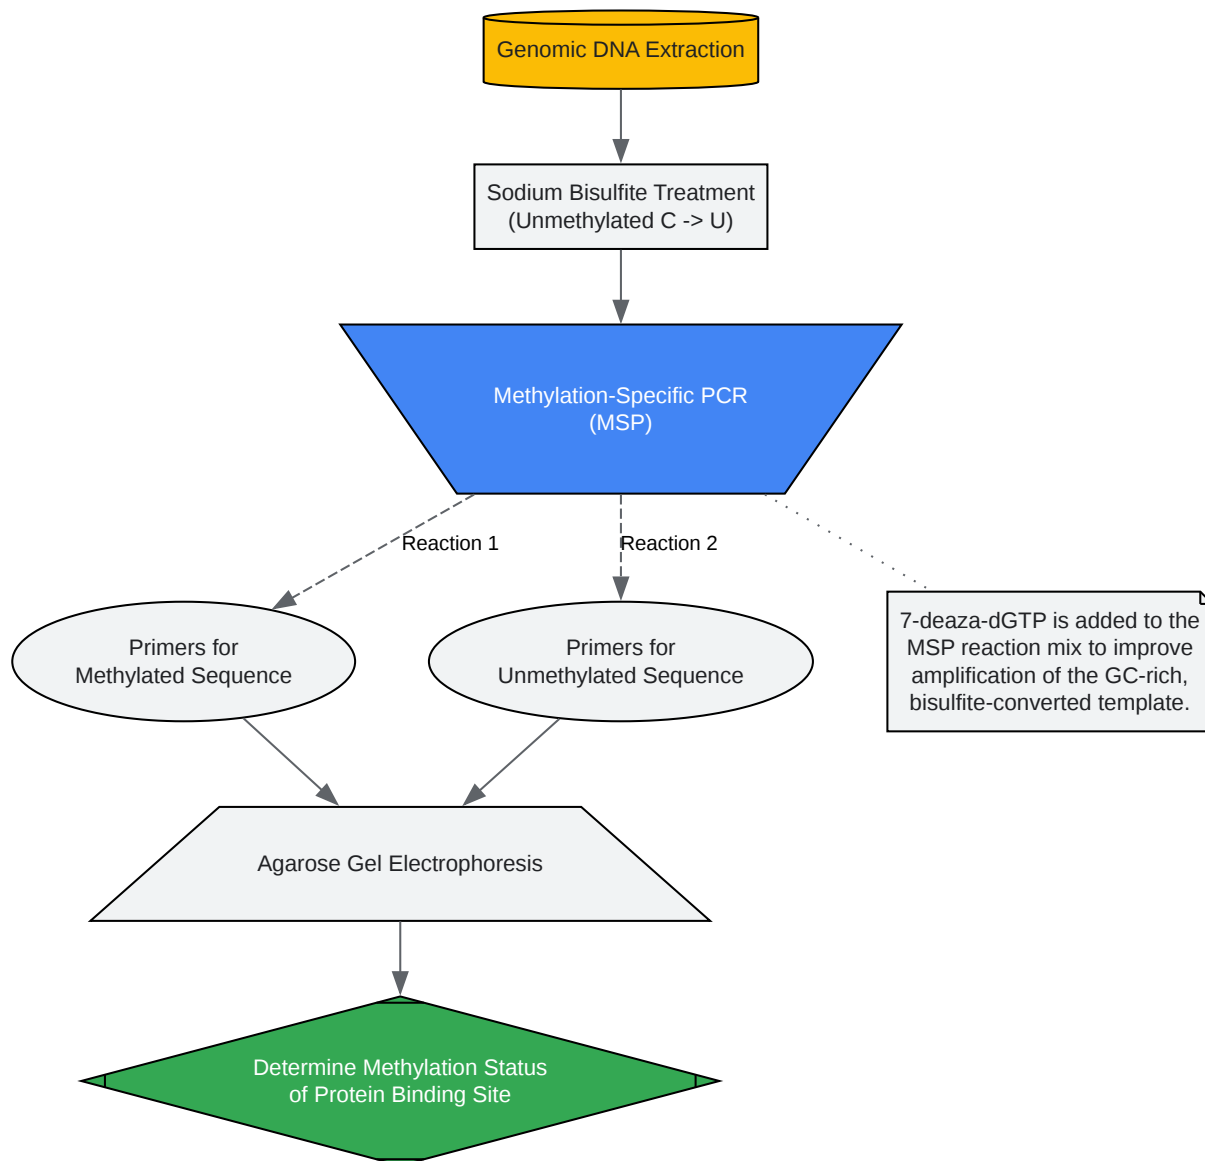 Genomic DNA Extraction
Sodium Bisulfite Treatment
(Unmethylated C -> U)
Methylation-Specific PCR
(MSP)
Reaction 1
Reaction 2
Primers for
Methylated Sequence
Primers for
Unmethylated Sequence
7-deaza-dGTP is added to the
MSP reaction mix to improve
amplification of the GC-rich,
bisulfite-converted template.
Agarose Gel Electrophoresis
Determine Methylation Status
of Protein Binding Site